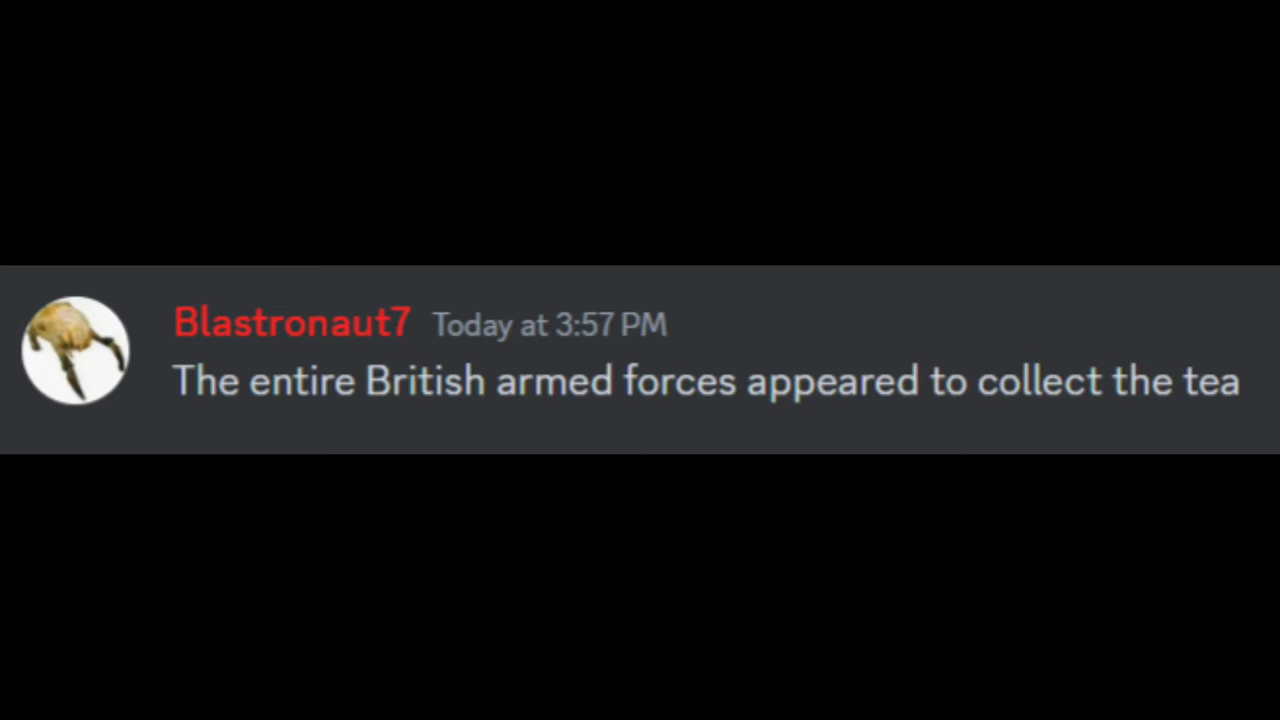 Blastronaut7 Today at 3:57 PM
The entire British armed forces appeared to collect the tea